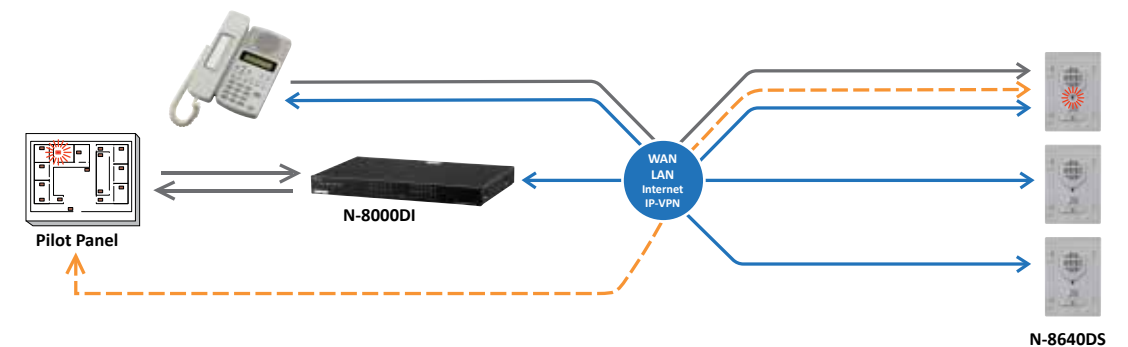 WAN
LAN
Internet
IP-VPN
N-8000DI
Pilot Panel
N-8640DS